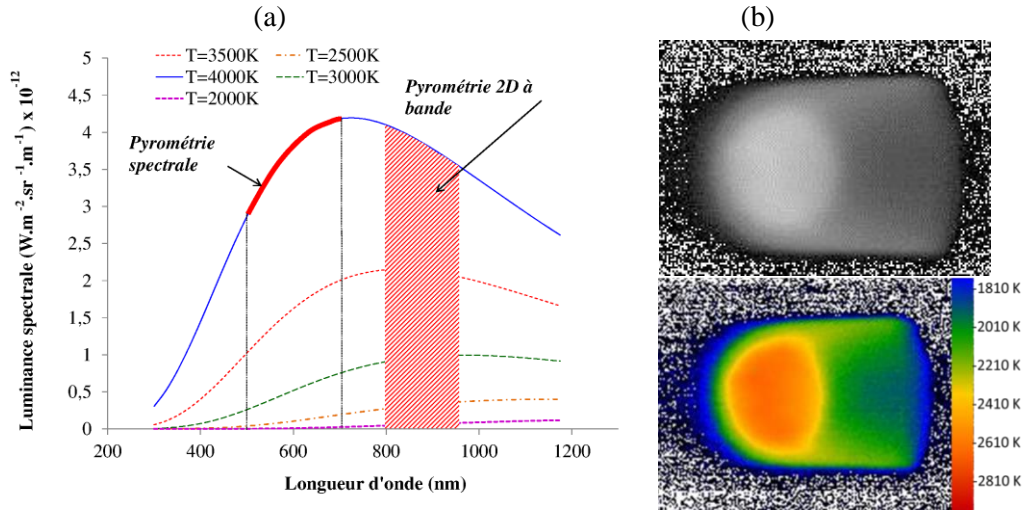 (a)
(b)
T=3500K
T=2500K
T=4000K
T=3000K
T=2000K
Pyrométrie 2D à
bande
Pyrométrie
spectrale
Luminance spectrale (W.m -2.sr -1.m-1) x 10-12
5
4,5
4
3,5
3
2,5
2
1,5
1
0,5
0
200
400
600
800
1000
1200
Longueur d'onde (nm)
1810 K
2010 K
2210 K
2410 K
2610 K
2810 K